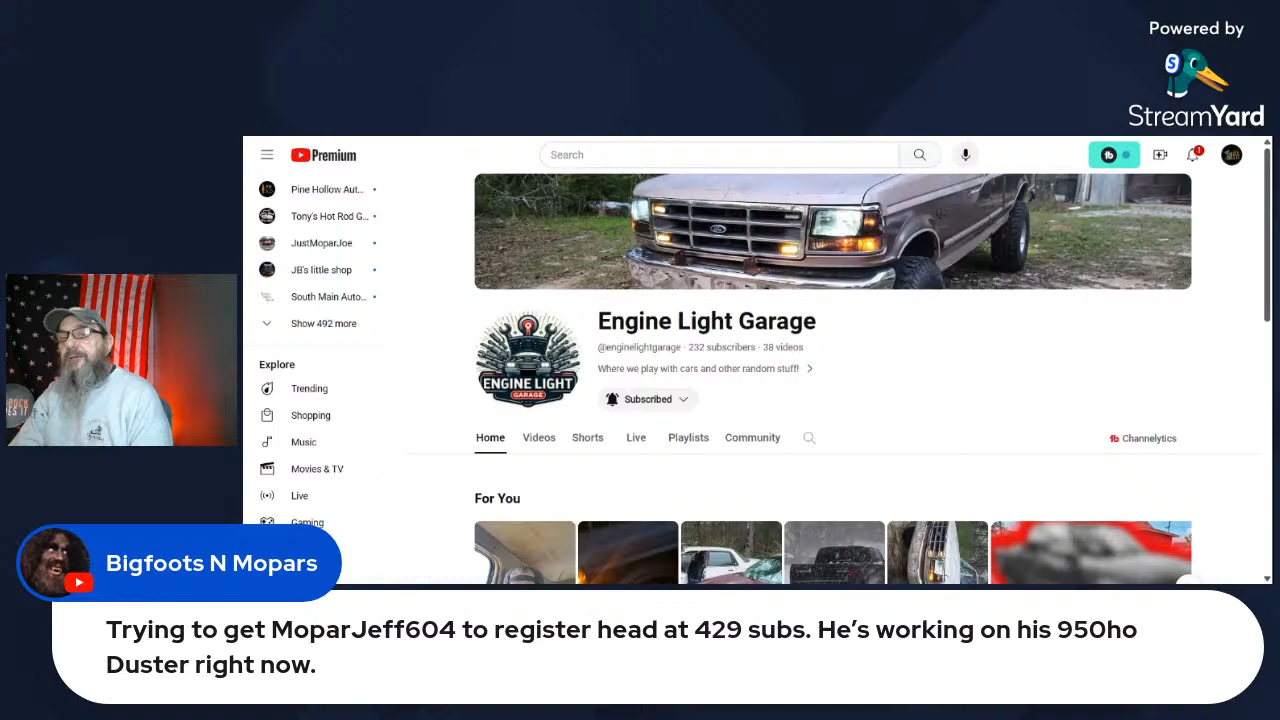 Powered by
S
StreamYard
Premium
Search
1
Pine Hollow Aut...
Tony's Hot Rod G...
JustMoparJoe
JB's little shop
South Main Auto...
Show 492 more
Explore
Trending
Shopping
Music
Movies & TV
Live
Gaming
ENGINE LIGHT
GARAGE
Engine Light Garage
@enginelightgarage · 232 subscribers · 38 videos
Where we play with cars and other random stuff!
Subscribed
Home Videos Shorts Live Playlists Community
Channelytics
For You
Bigfoots N Mopars
Trying to get MoparJeff604 to register head at 429 subs. He’s working on his 950ho
Duster right now.